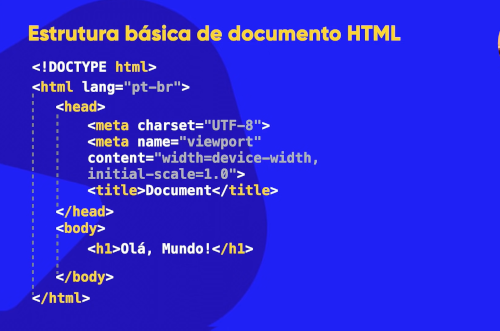 Estrutura básica de documento HTML
<!DOCTYPE html>
<html lang="pt-br">
<head>
<meta charset="UTF-8">
<meta name="viewport"
content="width=device-width,
initial-scale=1.0">
<title>Document</title>
</head>
<body>
<h1>Olá, Mundo!</h1>
</body>
</html>